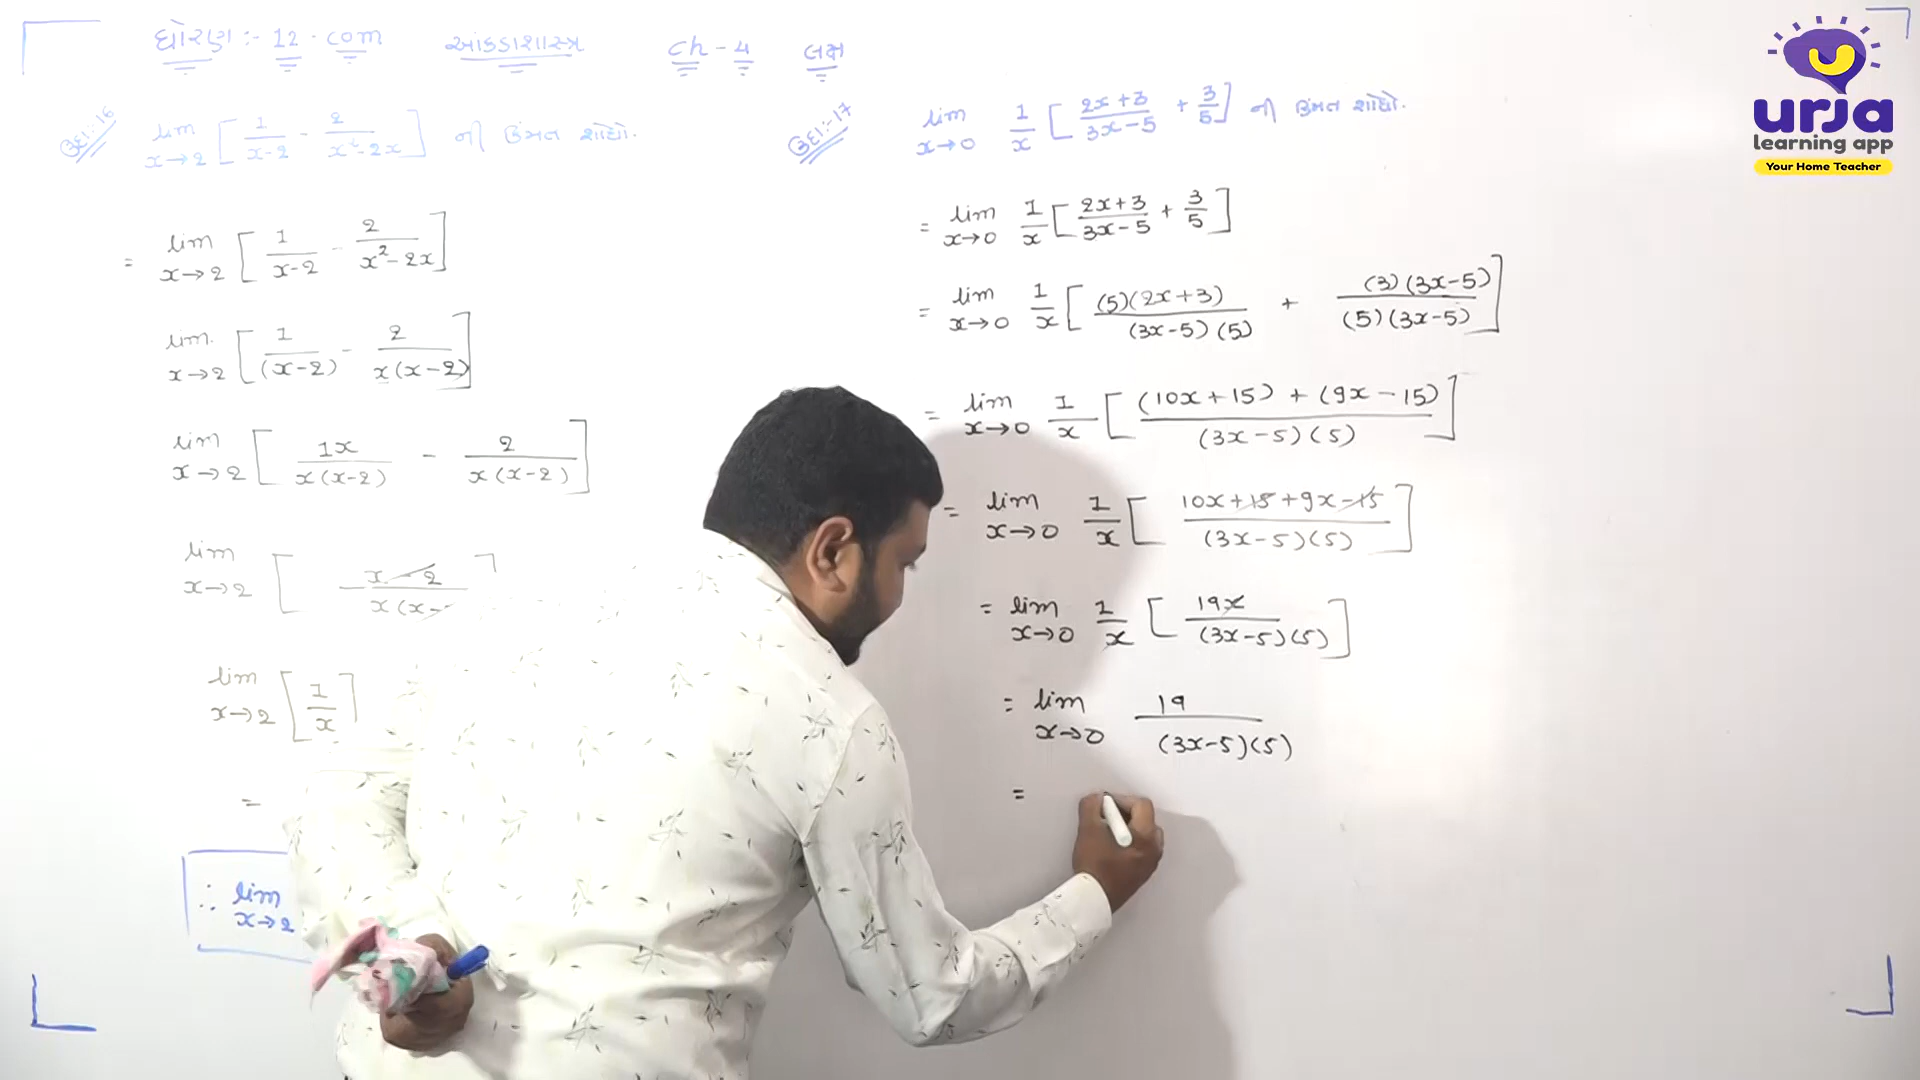 ધોરણ :- 12 · com આંકડાશાસ્ત્ર ch - 4 લક્ષ
ઉદા.:-16 lim x→2 [ 1/(x-2) - 2/(x²-2x) ] ની કિંમત શોધો.
= lim x→2 [ 1/(x-2) - 2/(x²-2x) ]
lim x→2 [ 1/(x-2) - 2/(x(x-2)) ]
lim x→2 [ 1x/(x(x-2)) - 2/(x(x-2)) ]
lim x→2 [ x-2/(x(x-
lim x→2 [ 1/x ]
=
∴ lim x→2
ઉદા.:-17 lim x→0 1/x [ (2x+3)/(3x-5) + 3/5 ] ની કિંમત શોધો.
= lim x→0 1/x [ (2x+3)/(3x-5) + 3/5 ]
= lim x→0 1/x [ (5)(2x+3)/((3x-5)(5)) + (3)(3x-5)/((5)(3x-5)) ]
= lim x→0 1/x [ ((10x+15)+(9x-15))/((3x-5)(5)) ]
= lim x→0 1/x [ (10x+15+9x-15)/((3x-5)(5)) ]
= lim x→0 1/x [ 19x/((3x-5)(5)) ]
= lim x→0 19/((3x-5)(5))
=
urja
learning app
Your Home Teacher